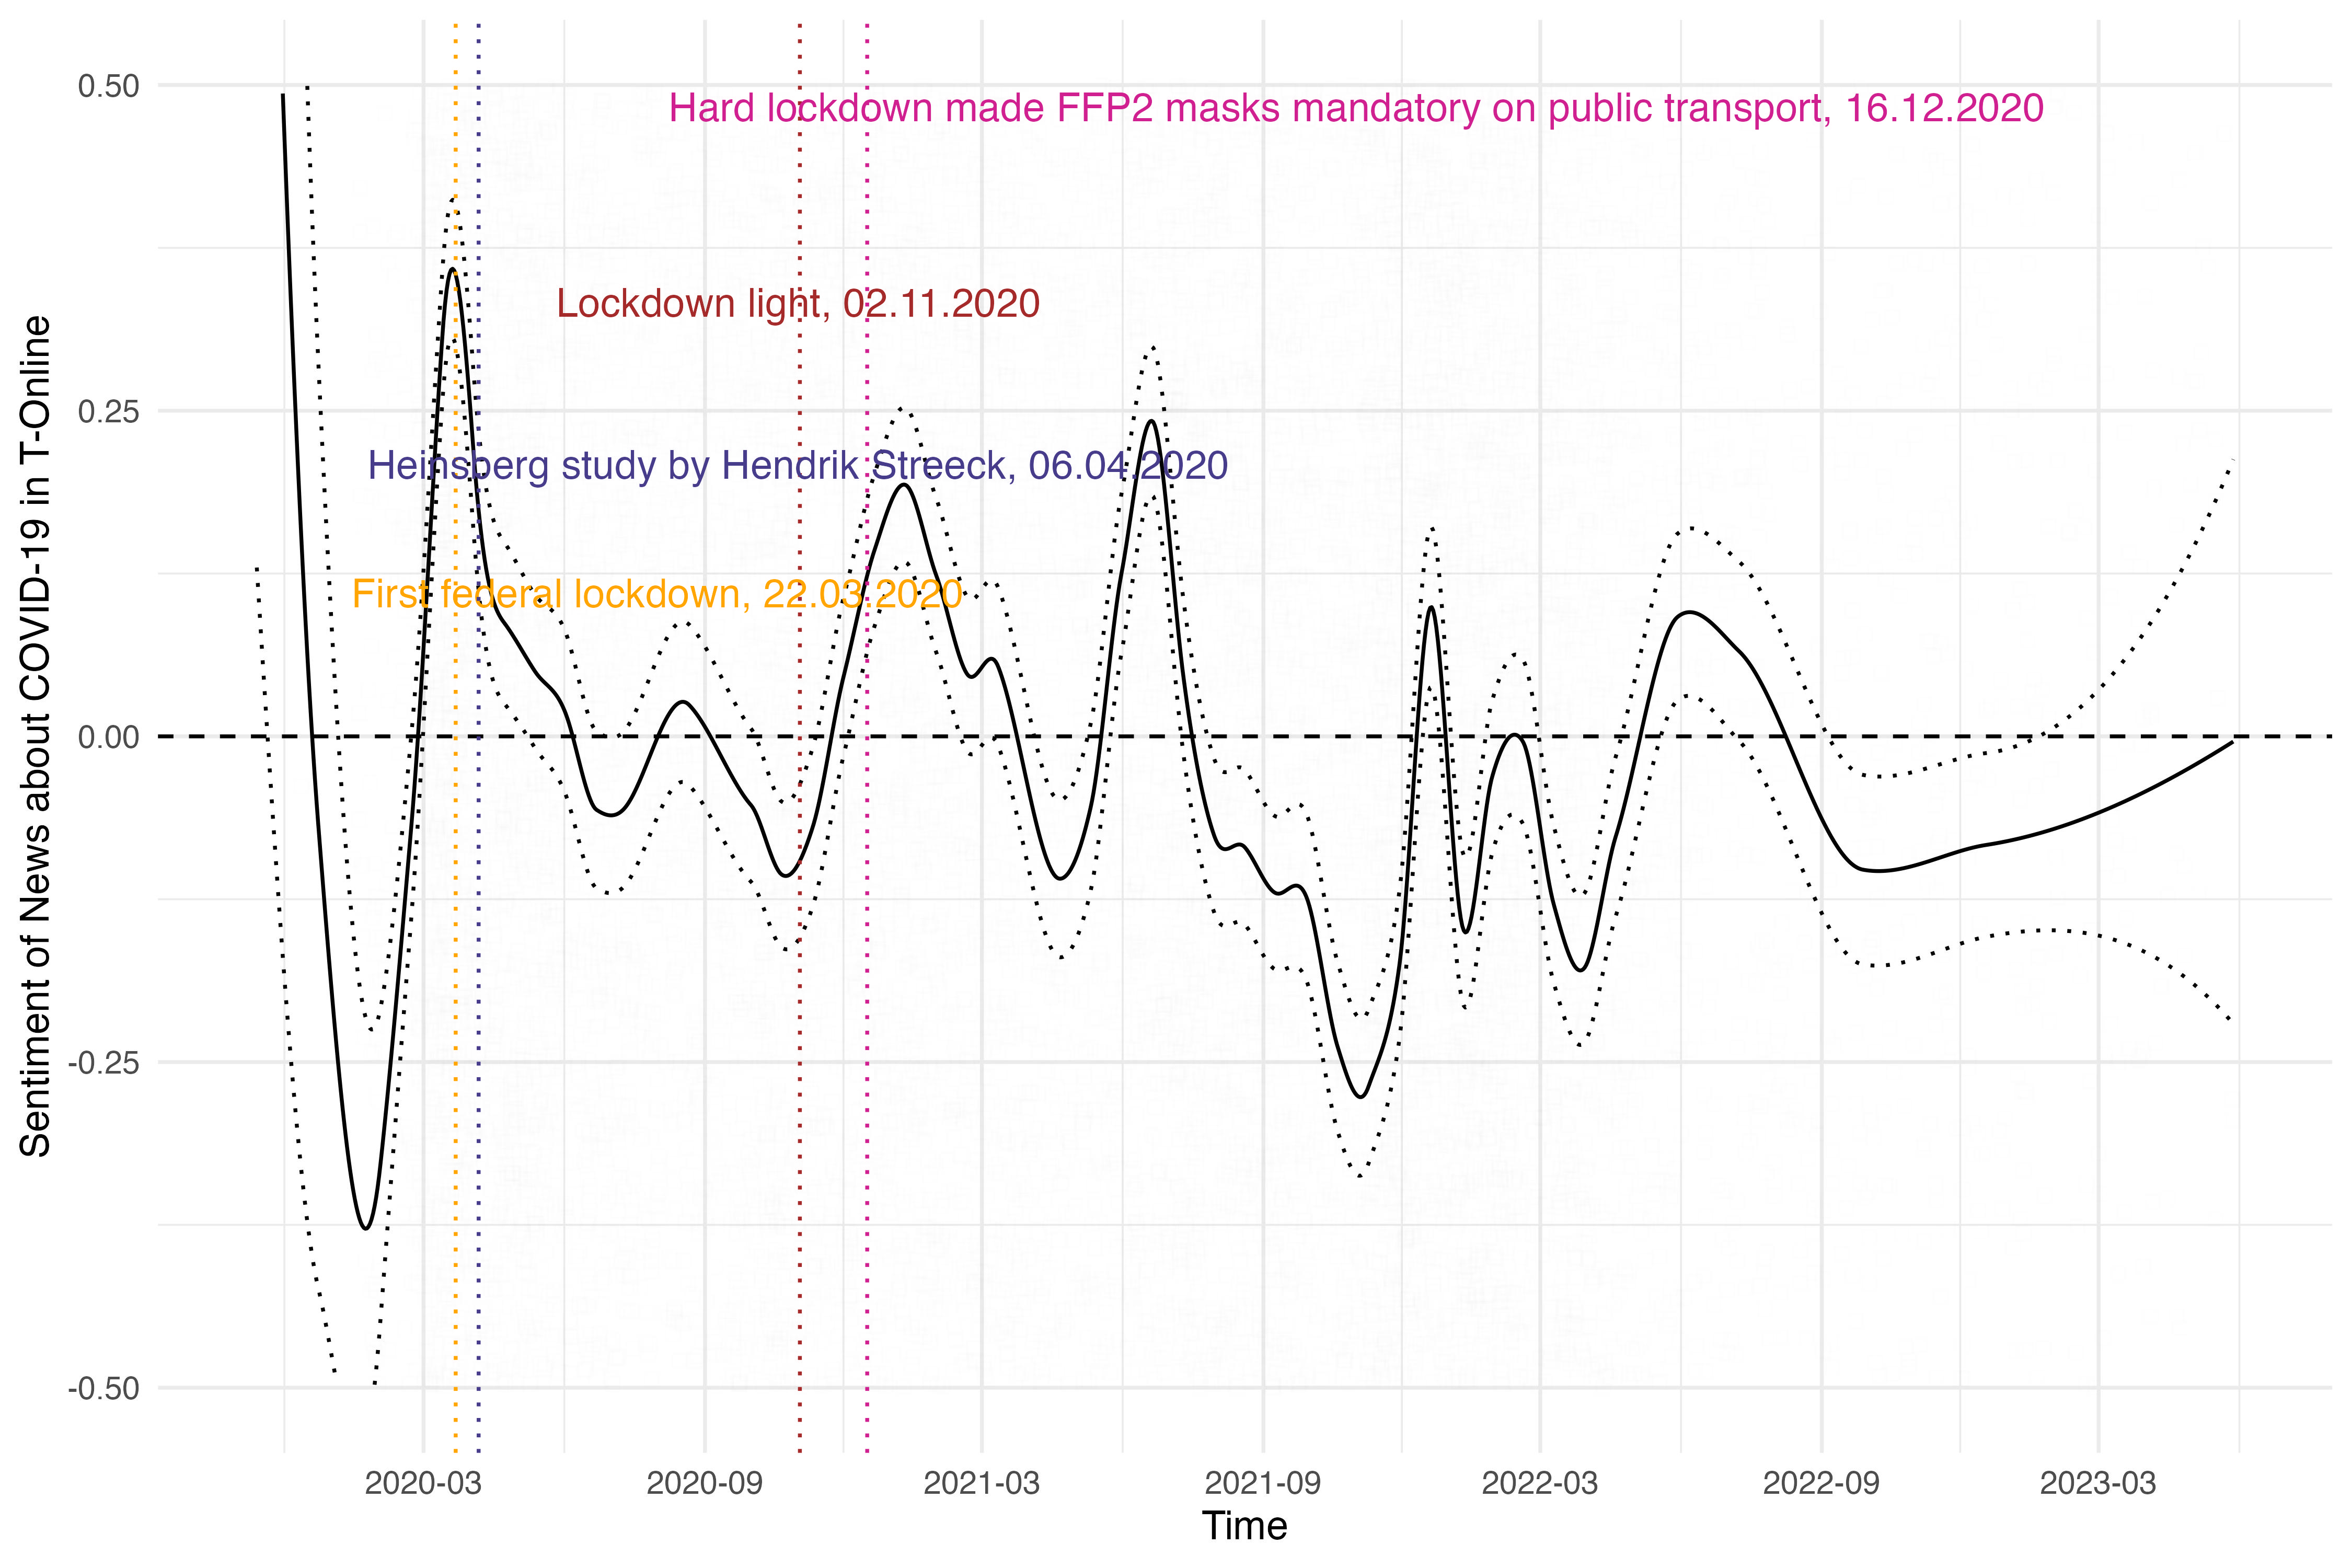 0.50
0.25
0.00
-0.25
-0.50
Sentiment of News about COVID-19 in T-Online
Hard lockdown made FFP2 masks mandatory on public transport, 16.12.2020
Lockdown light, 02.11.2020
Heinsberg study by Hendrik Streeck, 06.04.2020
First federal lockdown, 22.03.2020
2020-03
2020-09
2021-03
2021-09
2022-03
2022-09
2023-03
Time